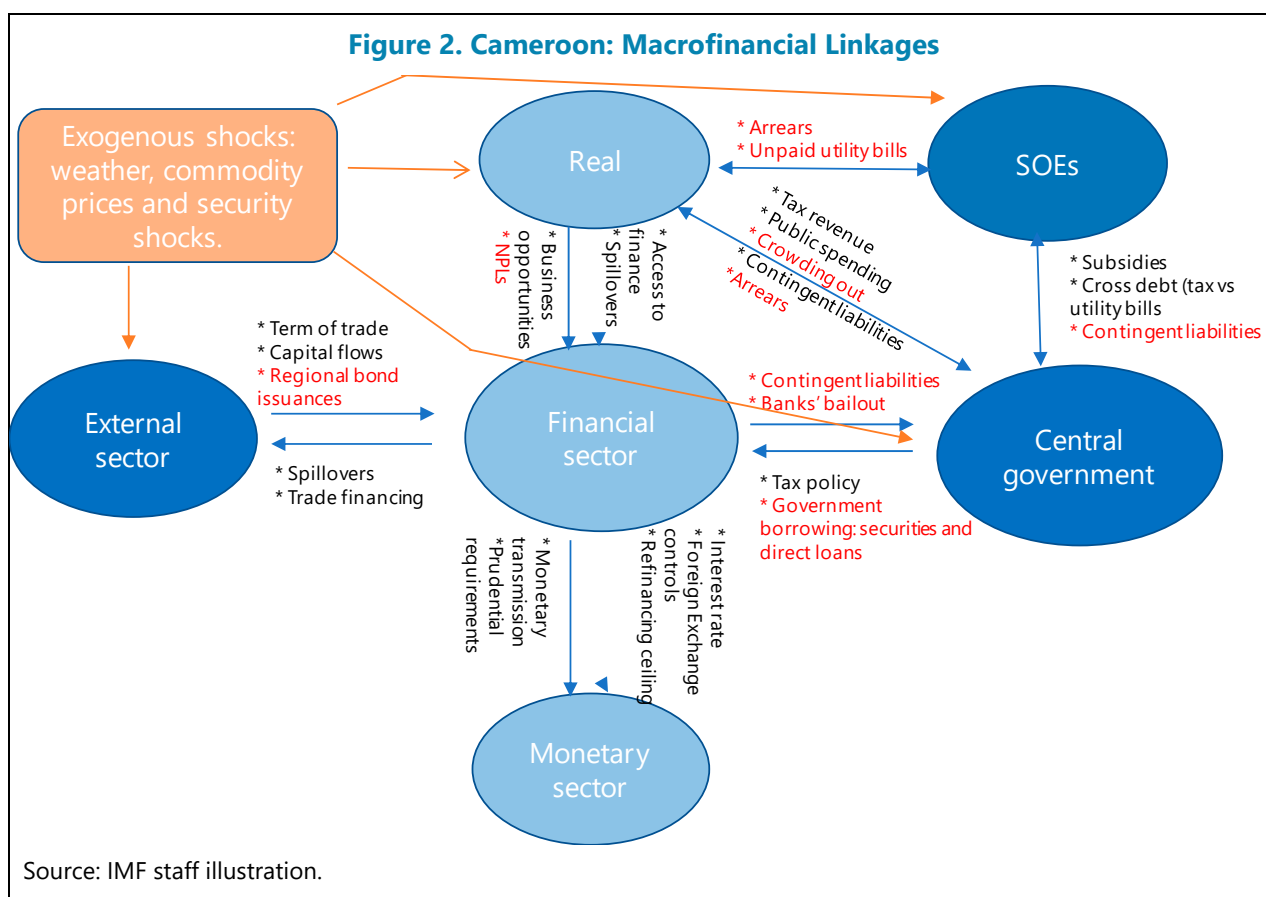 Figure 2. Cameroon: Macrofinancial Linkages
Exogenous shocks:
weather, commodity
prices and security
shocks.
Real
* Arrears
* Unpaid utility bills
SOEs
* Tax revenue
* Public spending
* Crowding out
* Contingent liabilities
*Arrears
* Access to
finance
* Spillovers
* Business
opportunities
* NPLs
* Subsidies
* Cross debt (tax vs
utility bills
* Contingent liabilities
* Term of trade
* Capital flows
* Regional bond
issuances
External
sector
* Spillovers
* Trade financing
Financial
sector
* Contingent liabilities
* Banks' bailout
Central
government
* Tax policy
* Government
borrowing: securities and
direct loans
*Interest rate
* Foreign Exchange
controls
* Refinancing ceiling
*Monetary
transmission
*Prudential
requirements
Monetary
sector
Source: IMF staff illustration.